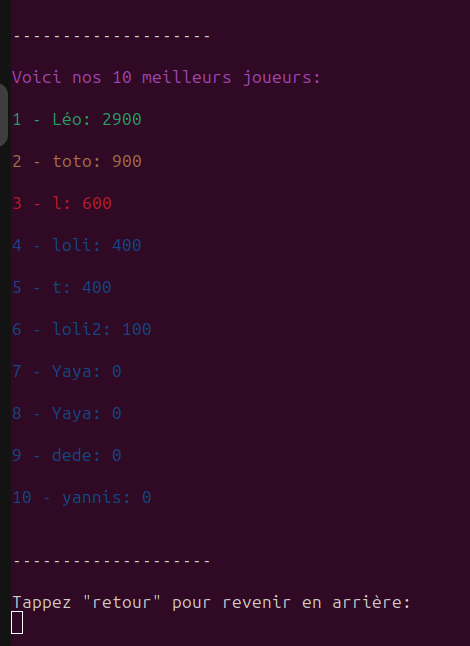 --------------------
Voici nos 10 meilleurs joueurs:
1 - Léo: 2900
2 - toto: 900
3 - l: 600
4 - loli: 400
5 - t: 400
6 - loli2: 100
7 - Yaya: 0
8 - Yaya: 0
9 - dede: 0
10 - yannis: 0
--------------------
Tappez "retour" pour revenir en arrière: